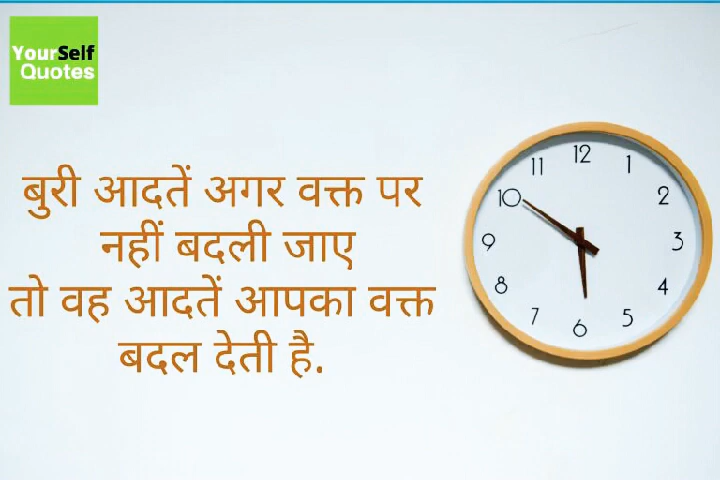 YourSelf
Quotes
बुरी आदतें अगर वक्त पर
नहीं बदली जाए
तो वह आदतें आपका वक्त
बदल देती है.
12
1
2
3
4
5
6
7
8
9
10
11